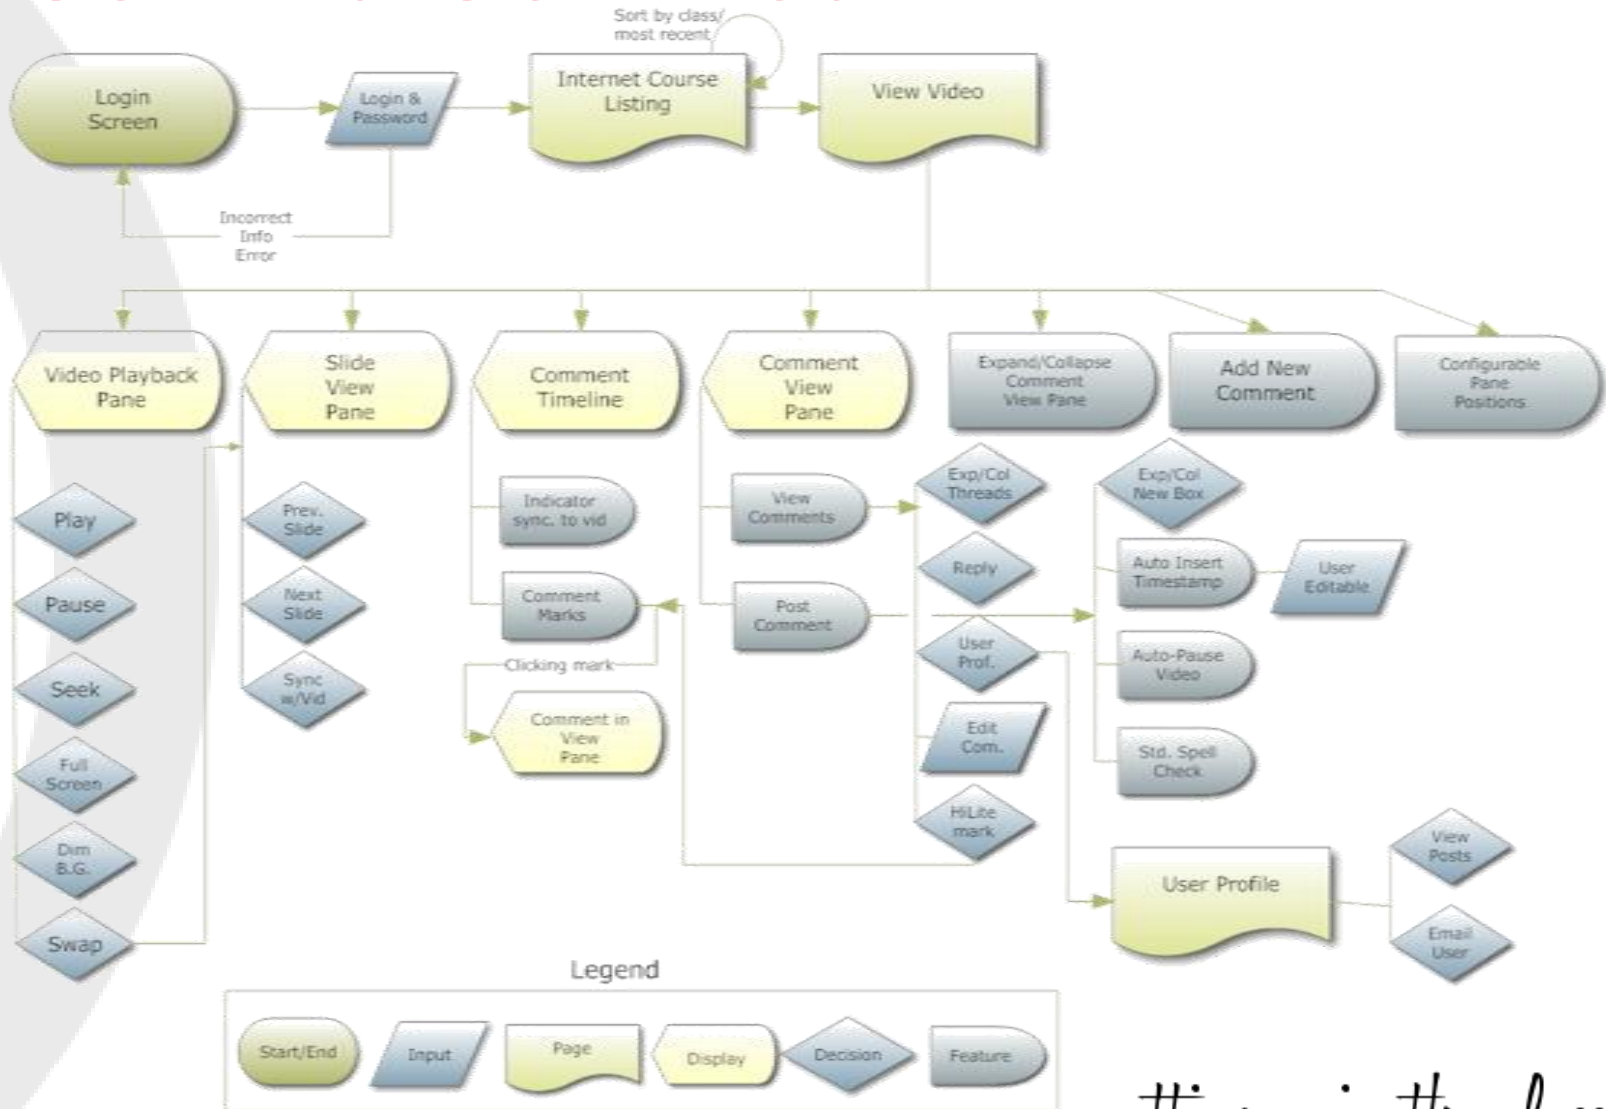 Sort by class/
most recent
Login
Screen
Login &
Password
Internet Course
Listing
View Video
Incorrect
Info
Error
Video Playback
Pane
Slide
View
Pane
Comment
Timeline
Comment
View
Pane
Expand/Collapse
Comment
View Pane
Add New
Comment
Configurable
Pane
Positions
Play
Pause
Seek
Full
Screen
Dim
B.G.
Swap
Prev.
Slide
Next
Slide
Sync
w/Vid
Indicator
sync. to vid
Comment
Marks
Clicking mark
Comment in
View
Pane
View
Comments
Post
Comment
Exp/Col
Threads
Reply
User
Prof.
Edit
Com.
HiLite
mark
Exp/Col
New Box
Auto Insert
Timestamp
User
Editable
Auto-Pause
Video
Std. Spell
Check
User Profile
View
Posts
Email
User
Legend
Start/End
Input
Page
Display
Decision
Feature